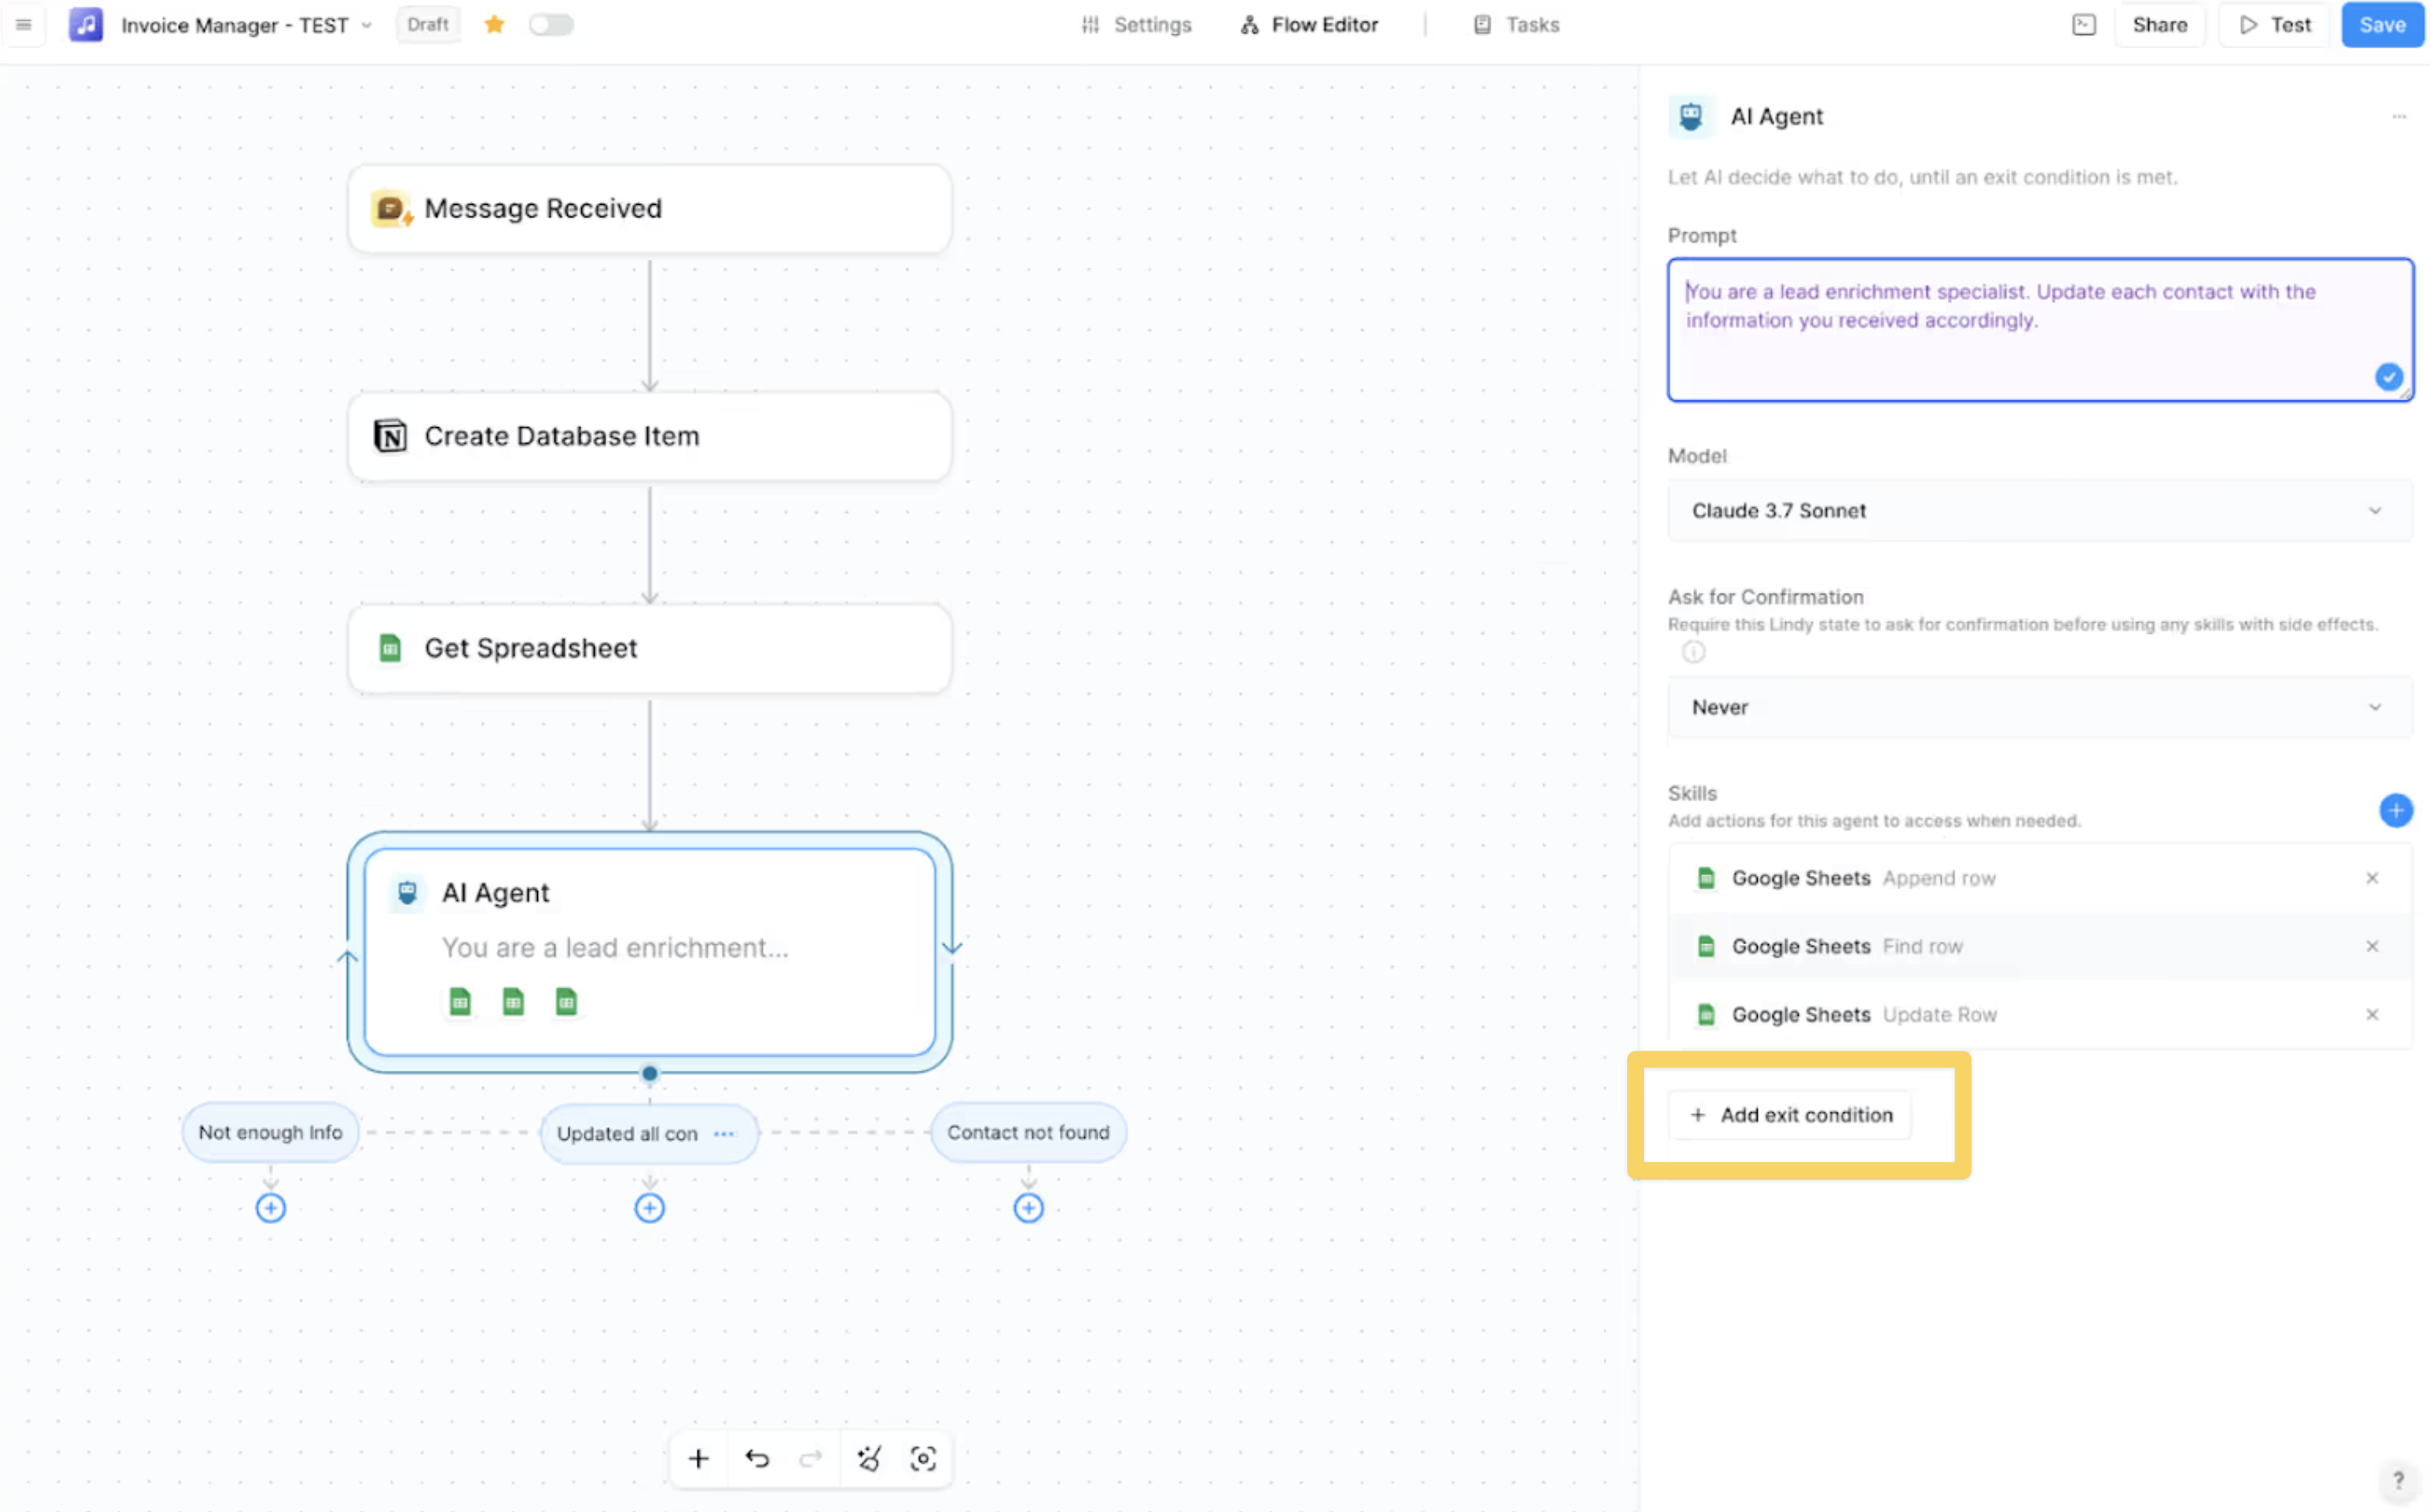 Invoice Manager - TEST
Draft
Settings
Flow Editor
Tasks
Share
Test
Save
Message Received
Create Database Item
Get Spreadsheet
AI Agent
You are a lead enrichment...
Not enough Info
Updated all con ...
Contact not found
AI Agent
Let AI decide what to do, until an exit condition is met.
Prompt
You are a lead enrichment specialist. Update each contact with the
information you received accordingly.
Model
Claude 3.7 Sonnet
Ask for Confirmation
Require this Lindy state to ask for confirmation before using any skills with side effects.
Never
Skills
Add actions for this agent to access when needed.
Google Sheets Append row
Google Sheets Find row
Google Sheets Update Row
+ Add exit condition
?